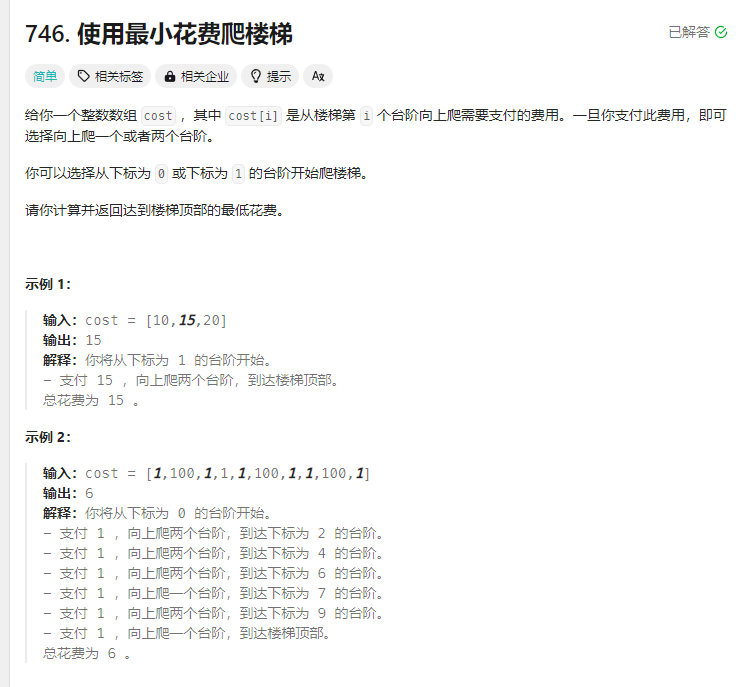 746. 使用最小花费爬楼梯
已解答
简单 相关标签 相关企业 提示 Aあ
给你一个整数数组 cost ，其中 cost[i] 是从楼梯第 i 个台阶向上爬需要支付的费用。一旦你支付此费用，即可
选择向上爬一个或者两个台阶。
你可以选择从下标为 0 或下标为 1 的台阶开始爬楼梯。
请你计算并返回达到楼梯顶部的最低花费。
示例 1：
输入：cost = [10,15,20]
输出：15
解释：你将从下标为 1 的台阶开始。
- 支付 15 ，向上爬两个台阶，到达楼梯顶部。
总花费为 15 。
示例 2：
输入：cost = [1,100,1,1,1,100,1,1,100,1]
输出：6
解释：你将从下标为 0 的台阶开始。
- 支付 1 ，向上爬两个台阶，到达下标为 2 的台阶。
- 支付 1 ，向上爬两个台阶，到达下标为 4 的台阶。
- 支付 1 ，向上爬两个台阶，到达下标为 6 的台阶。
- 支付 1 ，向上爬一个台阶，到达下标为 7 的台阶。
- 支付 1 ，向上爬两个台阶，到达下标为 9 的台阶。
- 支付 1 ，向上爬一个台阶，到达楼梯顶部。
总花费为 6 。